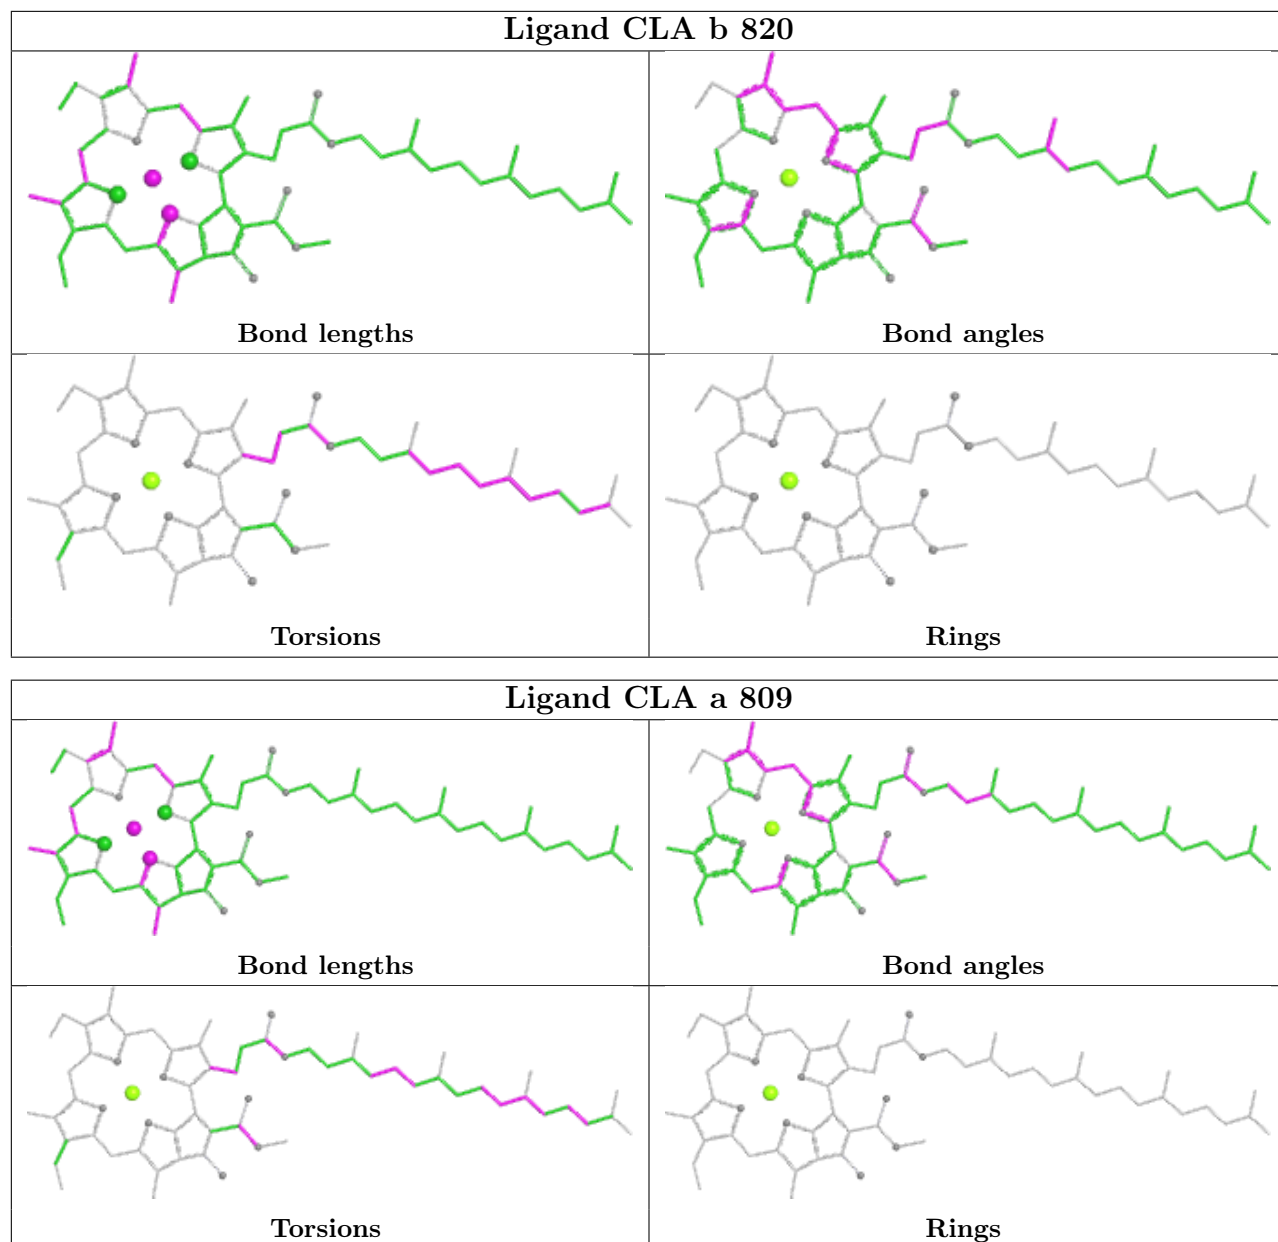 Ligand CLA b 820
Bond lengths
Bond angles
Torsions
Rings
Ligand CLA a 809
Bond lengths
Bond angles
Torsions
Rings